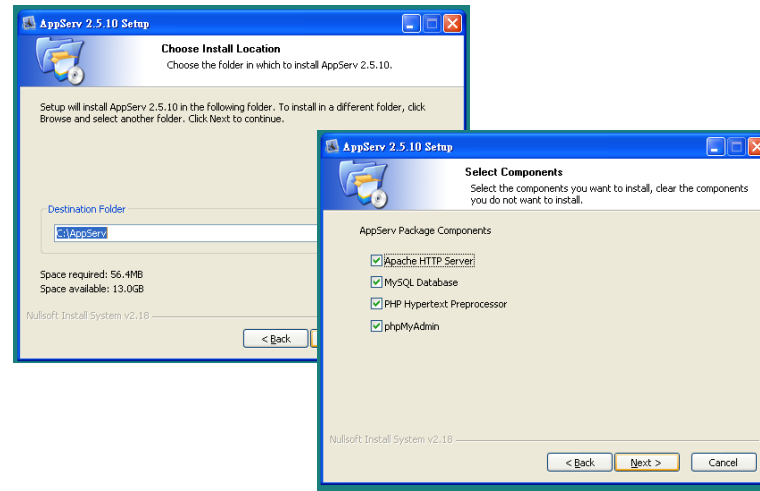 AppServ 2.5.10 Setup
Choose Install Location
Choose the folder in which to install AppServ 2.5.10.
Setup will install AppServ 2.5.10 in the following folder. To install in a different folder, click
Browse and select another folder. Click Next to continue.
Destination Folder
C:\AppServ
Space required: 56.4MB
Space available: 13.0GB
Nullsoft Install System v2.18
< Back
AppServ 2.5.10 Setup
Select Components
Select the components you want to install, clear the components
you do not want to install.
AppServ Package Components
Apache HTTP Server
MySQL Database
PHP Hypertext Preprocessor
phpMyAdmin
Nullsoft Install System v2.18
< Back
Next >
Cancel